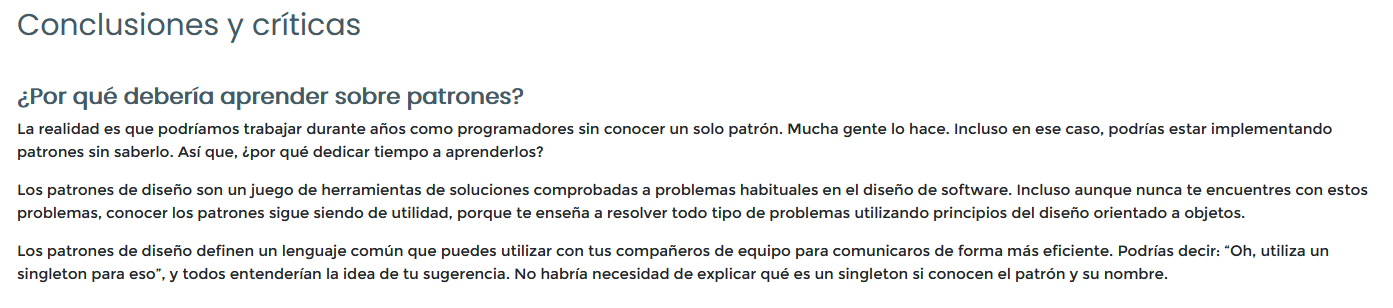 Conclusiones y críticas
¿Por qué debería aprender sobre patrones?
La realidad es que podríamos trabajar durante años como programadores sin conocer un solo patrón. Mucha gente lo hace. Incluso en ese caso, podrías estar implementando
patrones sin saberlo. Así que, ¿por qué dedicar tiempo a aprenderlos?
Los patrones de diseño son un juego de herramientas de soluciones comprobadas a problemas habituales en el diseño de software. Incluso aunque nunca te encuentres con estos
problemas, conocer los patrones sigue siendo de utilidad, porque te enseña a resolver todo tipo de problemas utilizando principios del diseño orientado a objetos.
Los patrones de diseño definen un lenguaje común que puedes utilizar con tus compañeros de equipo para comunicaros de forma más eficiente. Podrías decir: “Oh, utiliza un
singleton para eso”, y todos entenderían la idea de tu sugerencia. No habría necesidad de explicar qué es un singleton si conocen el patrón y su nombre.